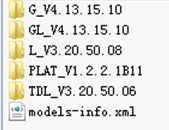 G_V4.13.15.10
GL_V4.13.15.10
L_V3.20.50.08
PLAT_V1.2.2.1B11
TDL_V3.20.50.06
models-info.xml